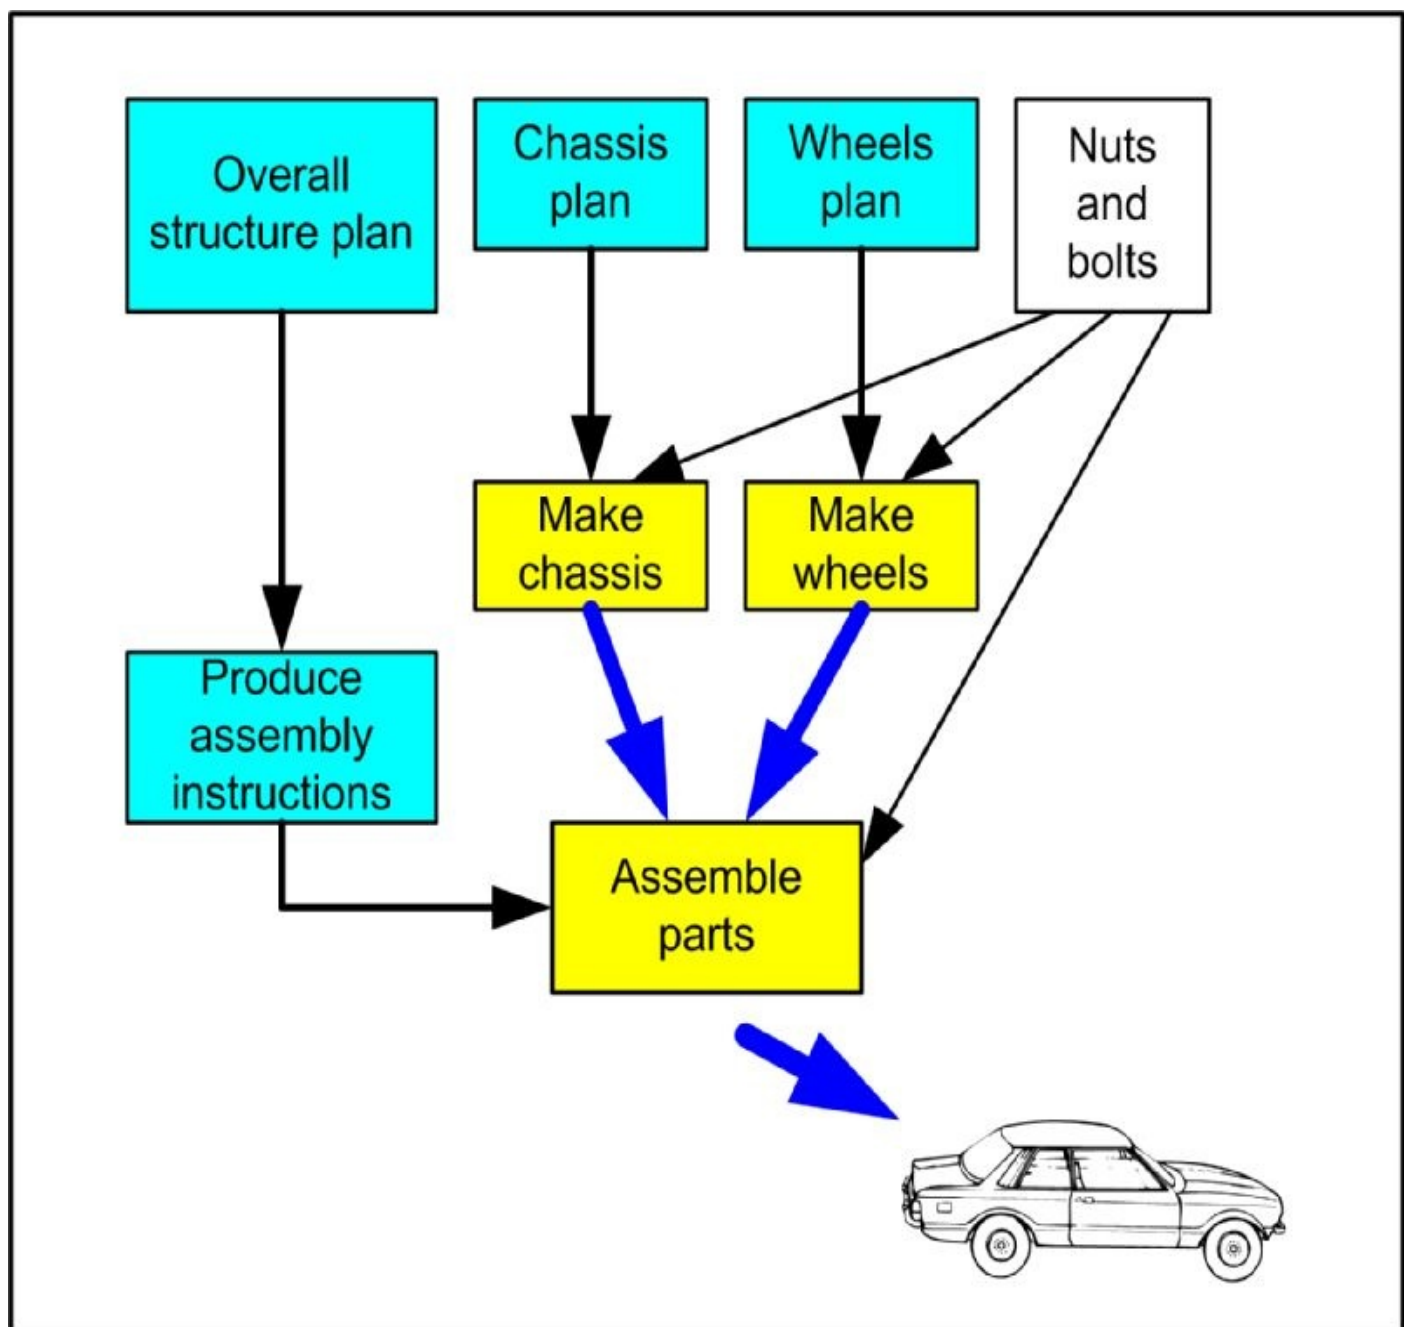 Overall
structure plan
Chassis
plan
Wheels
plan
Nuts
and
bolts
Make
chassis
Make
wheels
Produce
assembly
instructions
Assemble
parts